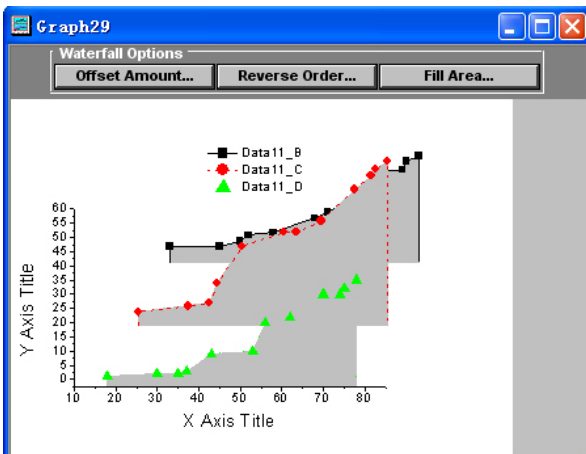 Graph29
Waterfall Options
Offset Amount...
Reverse Order...
Fill Area...
Data11_B
Data11_C
Data11_D
60
55
50
45
40
35
30
25
20
15
10
5
0
Y Axis Title
10 20 30 40 50 60 70 80
X Axis Title